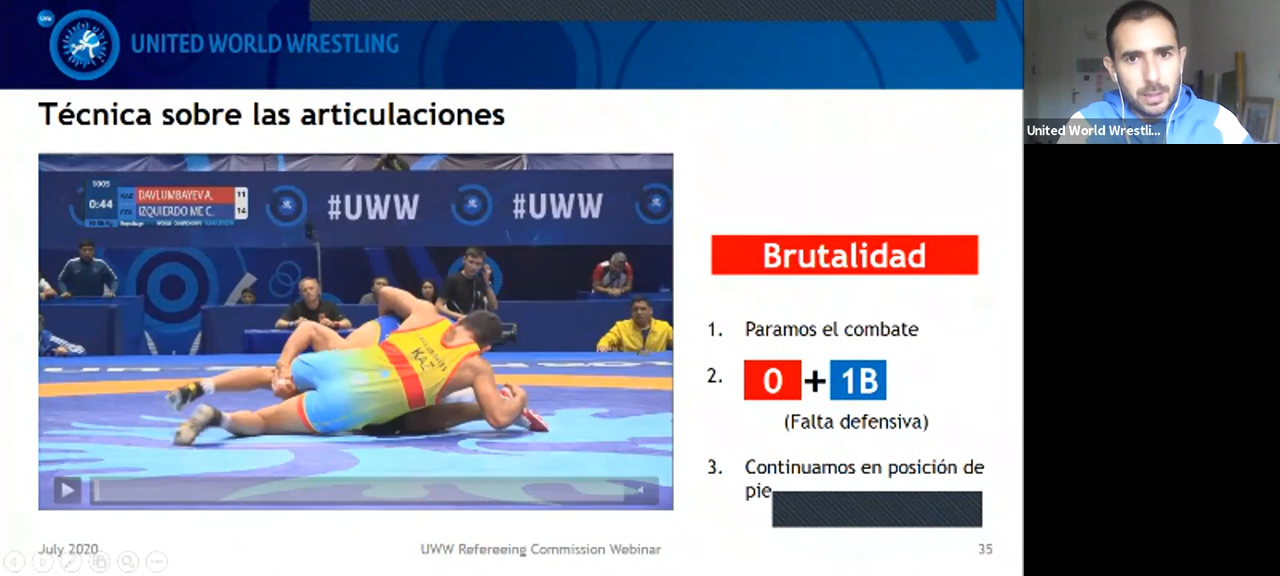 UNITED WORLD WRESTLING
Técnica sobre las articulaciones
0:44
KAZ DAVLUMBAYEV A. 11
IZQUIERDO ME C. 14
#UWW
#UWW
KAZ
Brutalidad
1. Paramos el combate
2. 0 + 1B
(Falta defensiva)
3. Continuamos en posición de
pie
July 2020
UWW Refereeing Commission Webinar
35
United World Wrestli...